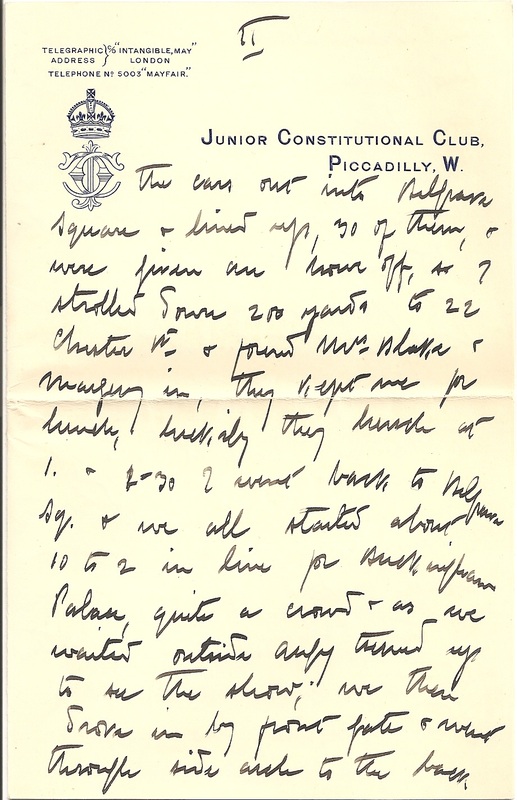 II
TELEGRAPHIC ADDRESS } C/o "INTANGIBLE, MAY" LONDON
TELEPHONE No 5003 "MAYFAIR."
JUNIOR CONSTITUTIONAL CLUB,
PICCADILLY, W.
the cars out into Belgrave
Square & lined up, 30 of them, &
were given an hour off, so I
strolled down 200 yards to 22
Chester St & found Mrs Blake &
Margery in, they kept me for
lunch, luckily they lunch at
1. & 1-30 I went back to Belgrave
Sq. & we all started about
10 to 2 in line for Buckingham
Palace, quite a crowd & as we
waited outside turned up
to see the show; we then
drove in by front gate & went
through side arch to the back